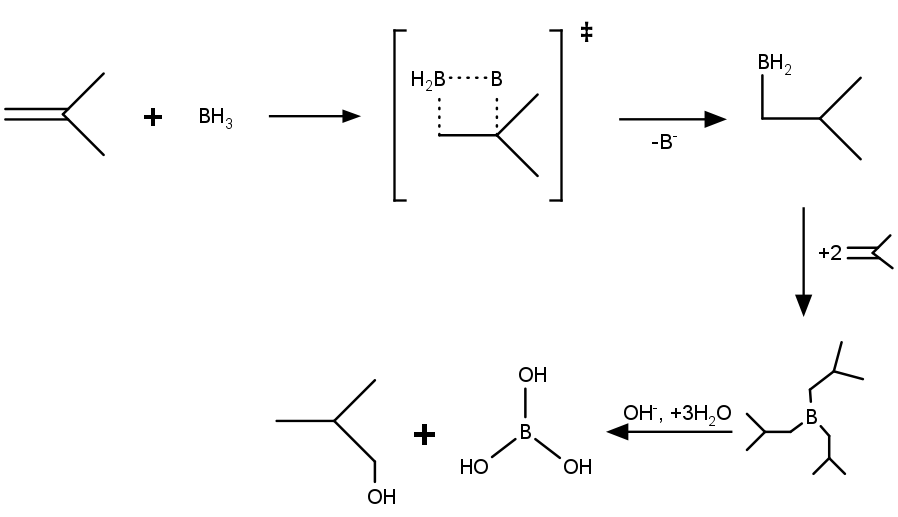 + BH₃
‡
H₂B B
-B⁻
BH₂
+2
OH⁻, +3H₂O
B
OH
B
HO OH
+
OH